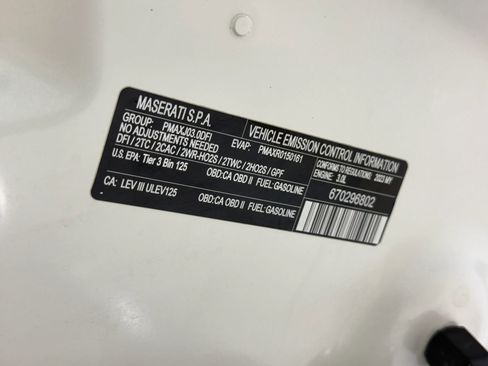 MASERATI S.P.A. VEHICLE EMISSION CONTROL INFORMATION
GROUP: PMAXJ03.0DFI EVAP: PMAXR0150161
CONFORMS TO REGULATIONS: 2023 MY
NO ADJUSTMENTS NEEDED ENGINE: 3.0L
DFI / 2TC / 2CAC / 2WR-HO2S / 2TWC / 2HO2S / GPF
U.S. EPA: Tier 3 Bin 125 OBD: CA OBD II FUEL: GASOLINE
CA: LEV III ULEV125 OBD: CA OBD II FUEL: GASOLINE
670296802